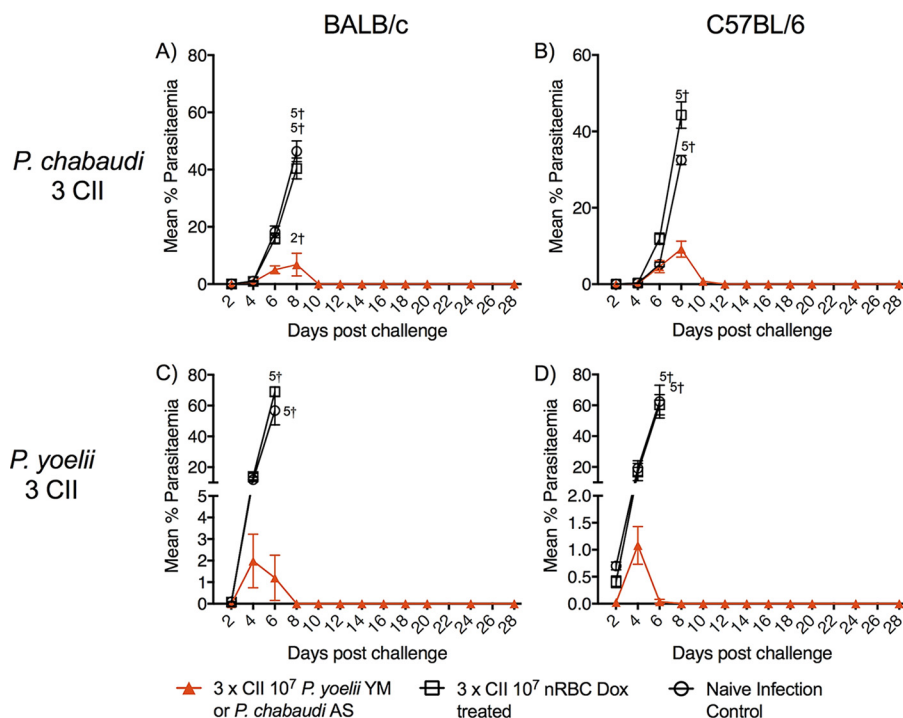 BALB/c
C57BL/6
P. chabaudi
3 CII
A)
Mean % Parasitaemia
80
60
40
20
0
5†
5†
2†
2 4 6 8 10 12 14 16 18 20 22 24 26 28
Days post challenge
B)
Mean % Parasitaemia
60
40
20
0
5†
5†
2 4 6 8 10 12 14 16 18 20 22 24 26 28
Days post challenge
P. yoelii
3 CII
C)
Mean % Parasitaemia
80
60
40
20
5
4
3
2
1
0
5†
5†
2 4 6 8 10 12 14 16 18 20 22 24 26 28
Days post challenge
D)
Mean % Parasitaemia
80
60
40
20
2.0
1.5
1.0
0.5
0.0
5†
5†
2 4 6 8 10 12 14 16 18 20 22 24 26 28
Days post challenge
3 x CII 10⁷ P. yoelii YM
or P. chabaudi AS
3 x CII 10⁷ nRBC Dox
treated
Naive Infection
Control